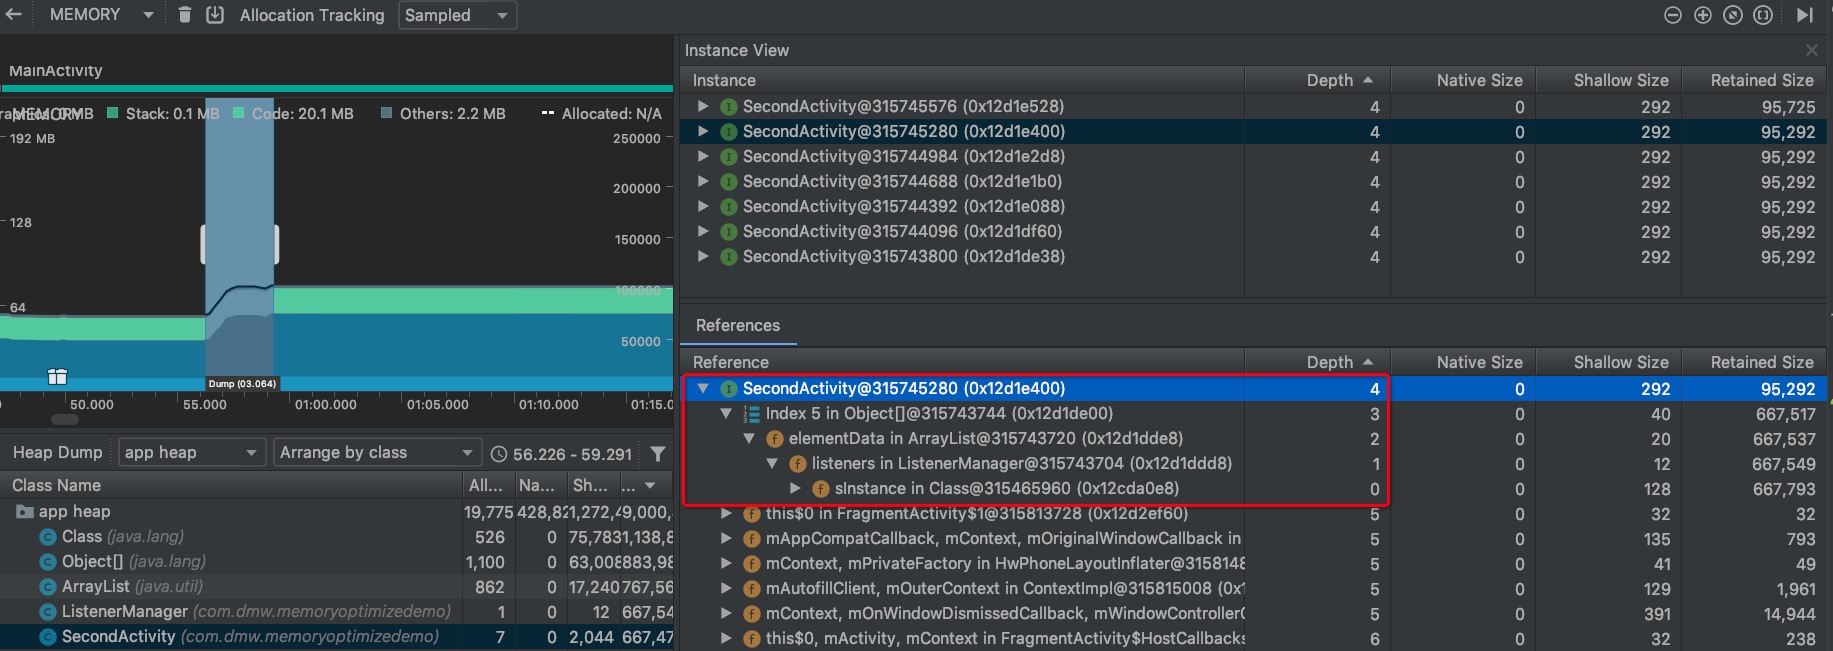 MEMORY
Allocation Tracking
Sampled
MainActivity
MEMORY
0 MB
Stack: 0.1 MB
Code: 20.1 MB
Others: 2.2 MB
Allocated: N/A
192 MB
128
64
250000
200000
150000
100000
50000
Dump (03.064)
50.000
55.000
01:00.000
01:05.000
01:10.000
01:15.0
Heap Dump
app heap
Arrange by class
56.226 - 59.291
Class Name All... Na... Sh... ...
app heap 19,775 428,82 1,272,4 9,000,
Class (java.lang) 526 0 75,783 1,138,8
Object[] (java.lang) 1,100 0 63,008 883,98
ArrayList (java.util) 862 0 17,240 767,56
ListenerManager (com.dmw.memoryoptimizedemo) 1 0 12 667,54
SecondActivity (com.dmw.memoryoptimizedemo) 7 0 2,044 667,47
Instance View
Instance Depth Native Size Shallow Size Retained Size
SecondActivity@315745576 (0x12d1e528) 4 0 292 95,725
SecondActivity@315745280 (0x12d1e400) 4 0 292 95,292
SecondActivity@315744984 (0x12d1e2d8) 4 0 292 95,292
SecondActivity@315744688 (0x12d1e1b0) 4 0 292 95,292
SecondActivity@315744392 (0x12d1e088) 4 0 292 95,292
SecondActivity@315744096 (0x12d1df60) 4 0 292 95,292
SecondActivity@315743800 (0x12d1de38) 4 0 292 95,292
References
Reference Depth Native Size Shallow Size Retained Size
SecondActivity@315745280 (0x12d1e400) 4 0 292 95,292
Index 5 in Object[]@315743744 (0x12d1de00) 3 0 40 667,517
elementData in ArrayList@315743720 (0x12d1dde8) 2 0 20 667,537
listeners in ListenerManager@315743704 (0x12d1ddd8) 1 0 12 667,549
sInstance in Class@315465960 (0x12cda0e8) 0 0 128 667,793
this$0 in FragmentActivity$1@315813728 (0x12d2ef60) 5 0 32 32
mAppCompatCallback, mContext, mOriginalWindowCallback in 5 0 135 793
mContext, mPrivateFactory in HwPhoneLayoutInflater@3158148 5 0 41 49
mAutofillClient, mOuterContext in ContextImpl@315815008 (0x1 5 0 129 1,961
mContext, mOnWindowDismissedCallback, mWindowControllerC 5 0 391 14,944
this$0, mActivity, mContext in FragmentActivity$HostCallbacks 6 0 32 238